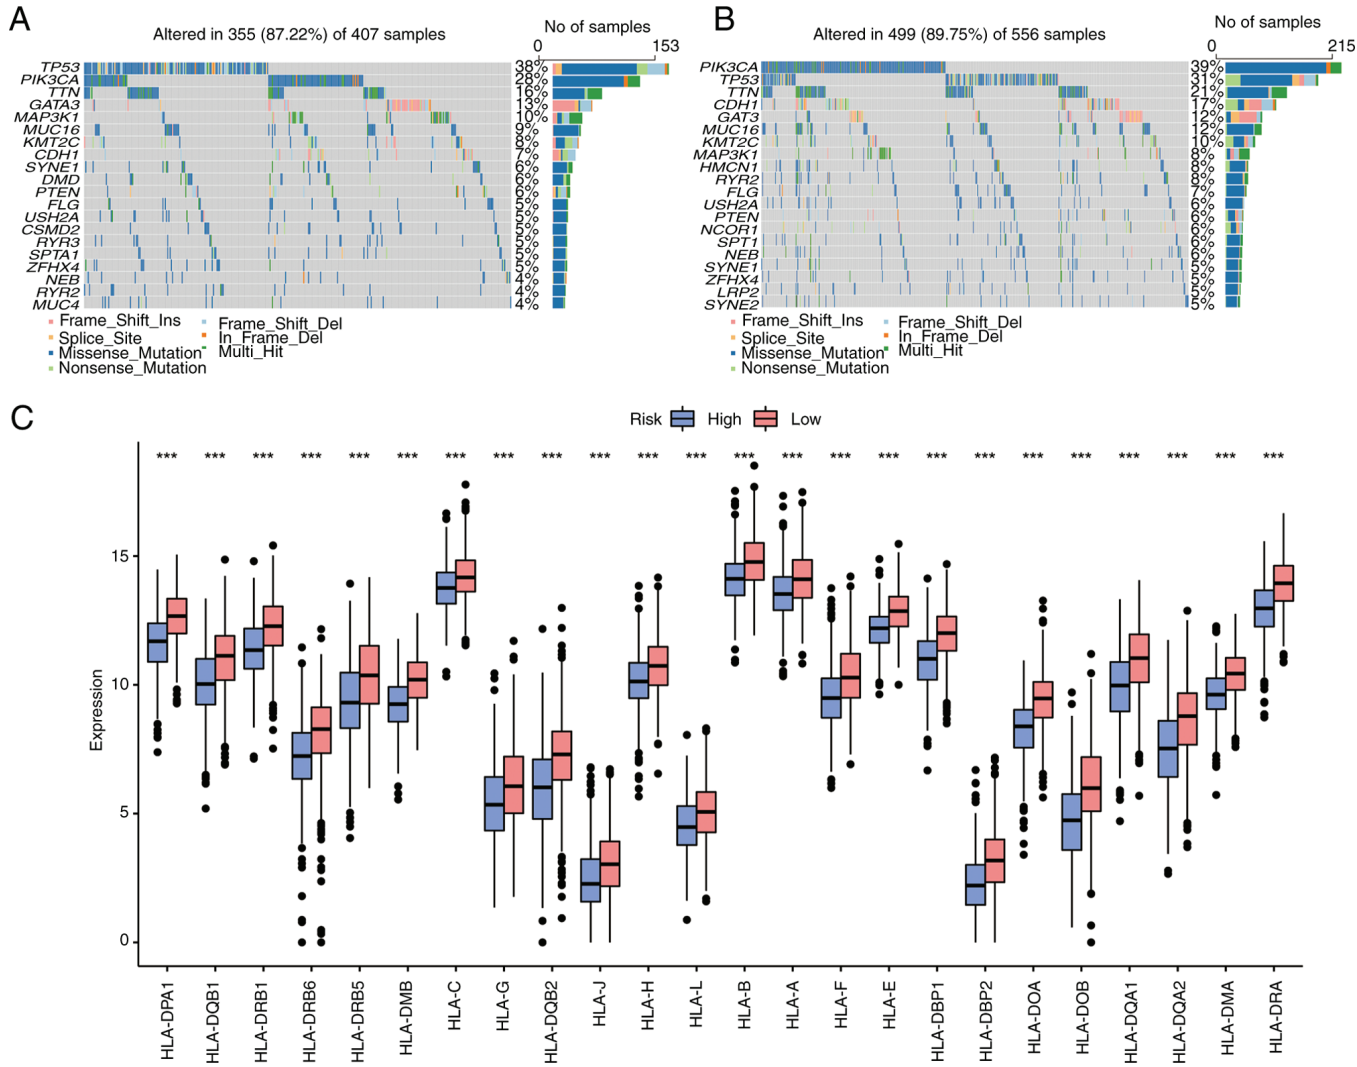 A
Altered in 355 (87.22%) of 407 samples
No of samples
0 153
TP53 38%
PIK3CA 28%
TTN 16%
GATA3 13%
MAP3K1 10%
MUC16 9%
KMT2C 8%
CDH1 7%
SYNE1 6%
DMD 6%
PTEN 6%
FLG 5%
USH2A 5%
CSMD2 5%
RYR3 5%
SPTA1 5%
ZFHX4 5%
NEB 4%
RYR2 4%
MUC4 4%
Frame_Shift_Ins Frame_Shift_Del
Splice_Site In_Frame_Del
Missense_Mutation Multi_Hit
Nonsense_Mutation
B
Altered in 499 (89.75%) of 556 samples
No of samples
0 215
PIK3CA 39%
TP53 31%
TTN 21%
CDH1 17%
GAT3 12%
MUC16 12%
KMT2C 10%
MAP3K1 8%
HMCN1 8%
RYR2 8%
FLG 7%
USH2A 6%
PTEN 6%
NCOR1 6%
SPT1 6%
NEB 6%
SYNE1 5%
ZFHX4 5%
LRP2 5%
SYNE2 5%
Frame_Shift_Ins Frame_Shift_Del
Splice_Site In_Frame_Del
Missense_Mutation Multi_Hit
Nonsense_Mutation
C
Risk High Low
*** *** *** *** *** *** *** *** *** *** *** *** *** *** *** *** *** *** *** *** *** *** *** ***
Expression
15
10
5
0
HLA-DPA1
HLA-DQB1
HLA-DRB1
HLA-DRB6
HLA-DRB5
HLA-DMB
HLA-C
HLA-G
HLA-DQB2
HLA-J
HLA-H
HLA-L
HLA-B
HLA-A
HLA-F
HLA-E
HLA-DBP1
HLA-DBP2
HLA-DOA
HLA-DOB
HLA-DQA1
HLA-DQA2
HLA-DMA
HLA-DRA